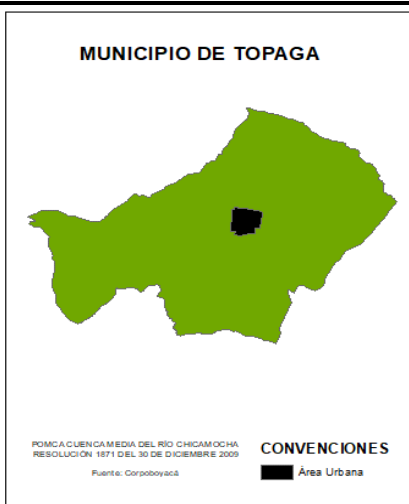 MUNICIPIO DE TOPAGA
POMCA CUENCA MEDIA DEL RÍO CHICAMOCHA
RESOLUCIÓN 1871 DEL 30 DE DICIEMBRE 2009
Fuente: Corpoboyacá
CONVENCIONES
Área Urbana